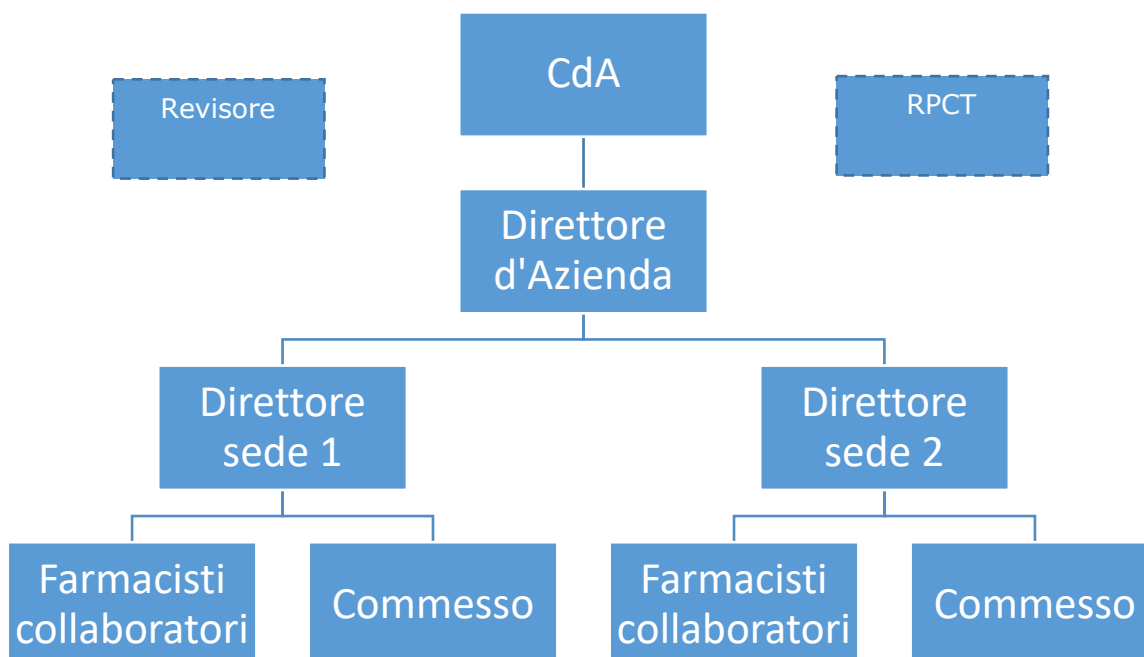 CdA
Revisore
RPCT
Direttore
d'Azienda
Direttore
sede 1
Direttore
sede 2
Farmacisti
collaboratori
Commesso
Farmacisti
collaboratori
Commesso